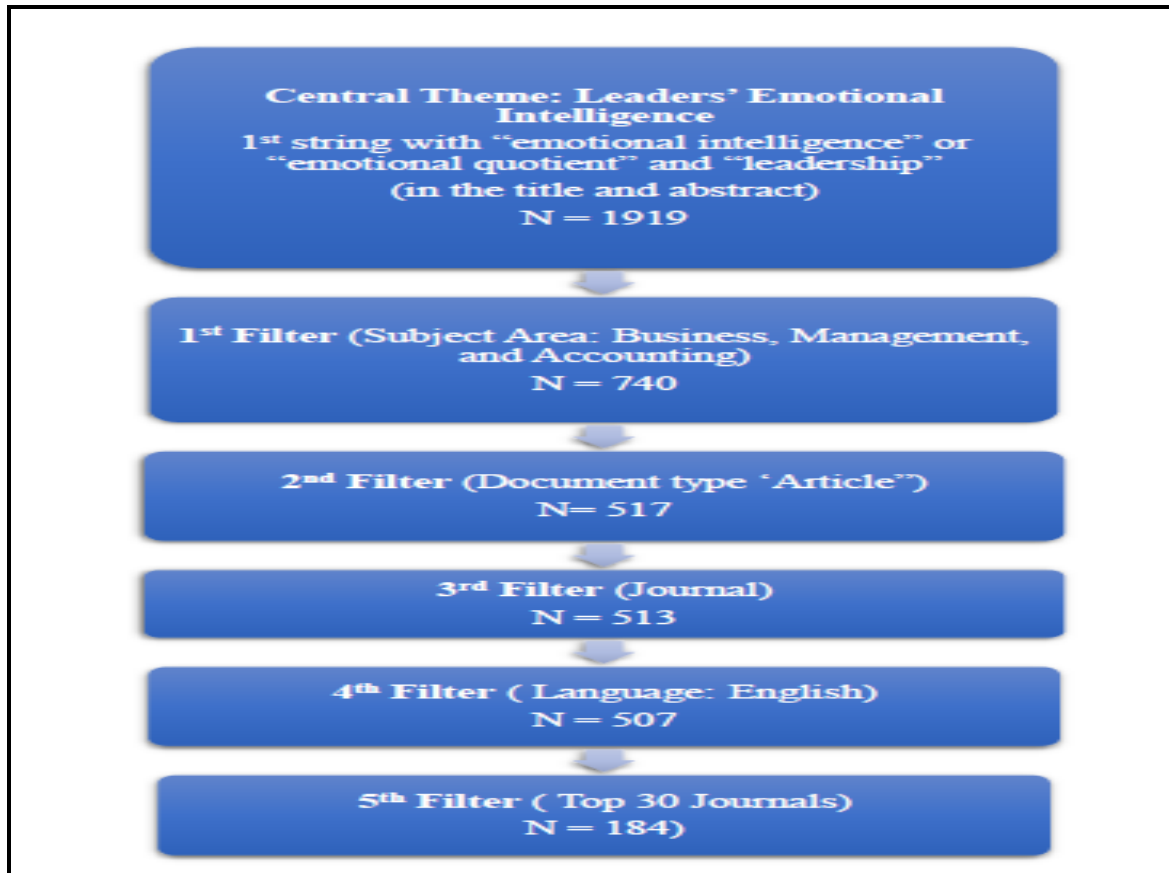 Central Theme: Leaders’ Emotional
Intelligence
1st string with “emotional intelligence” or
“emotional quotient” and “leadership”
(in the title and abstract)
N = 1919
1st Filter (Subject Area: Business, Management,
and Accounting)
N = 740
2nd Filter (Document type ‘Article”)
N= 517
3rd Filter (Journal)
N = 513
4th Filter ( Language: English)
N = 507
5th Filter ( Top 30 Journals)
N = 184)